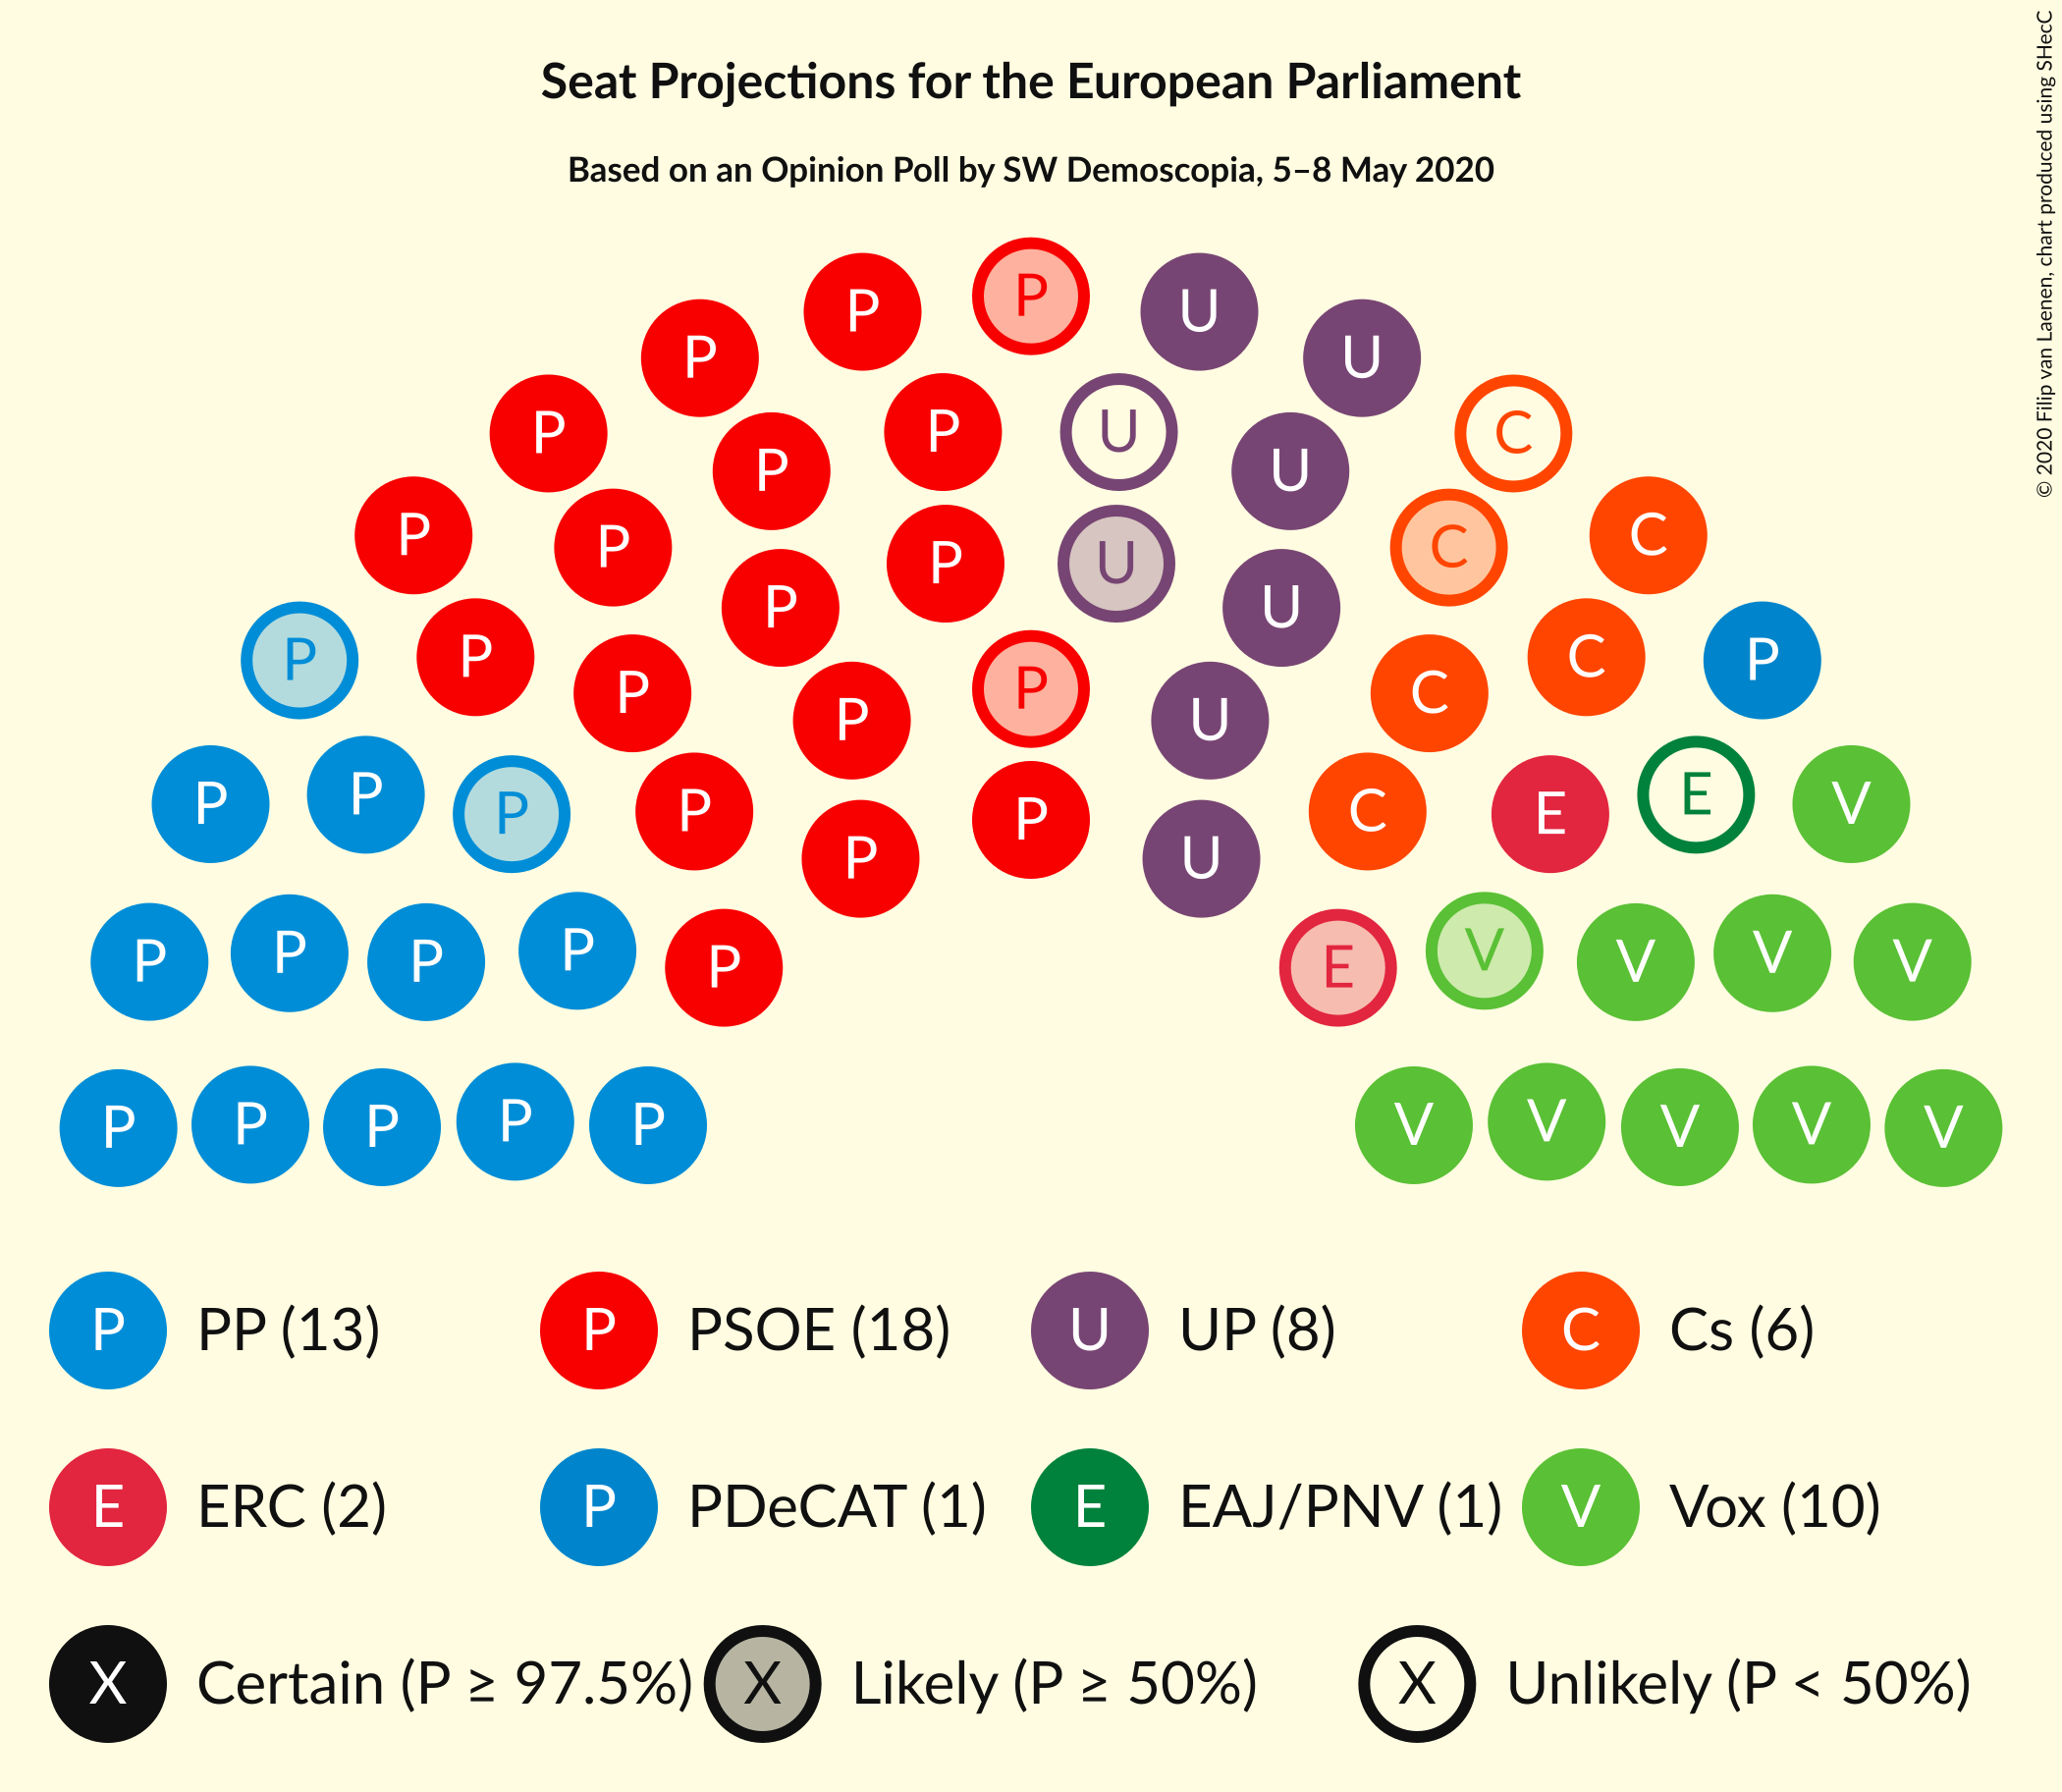 Seat Projections for the European Parliament
Based on an Opinion Poll by SW Demoscopia, 5–8 May 2020
© 2020 Filip van Laenen, chart produced using SHecC
P P P U U
P P U U C
P P P P U U C C
P P P P P U C C P
P P U
P P P P P P U C E E V
P P P P P E V V V V
P P P P P V V V V V
P PP (13) P PSOE (18) U UP (8) C Cs (6)
E ERC (2) P PDeCAT (1) E EAJ/PNV (1) V Vox (10)
X Certain (P ≥ 97.5%) X Likely (P ≥ 50%) X Unlikely (P < 50%)